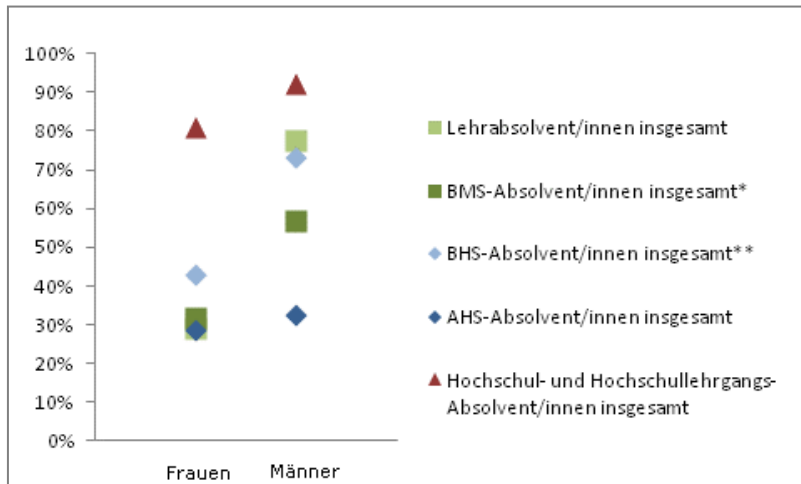 100%
90%
80%
70%
60%
50%
40%
30%
20%
10%
0%
Frauen Männer
Lehrabsolvent/innen insgesamt
BMS-Absolvent/innen insgesamt*
BHS-Absolvent/innen insgesamt**
AHS-Absolvent/innen insgesamt
Hochschul- und Hochschullehrgangs-
Absolvent/innen insgesamt